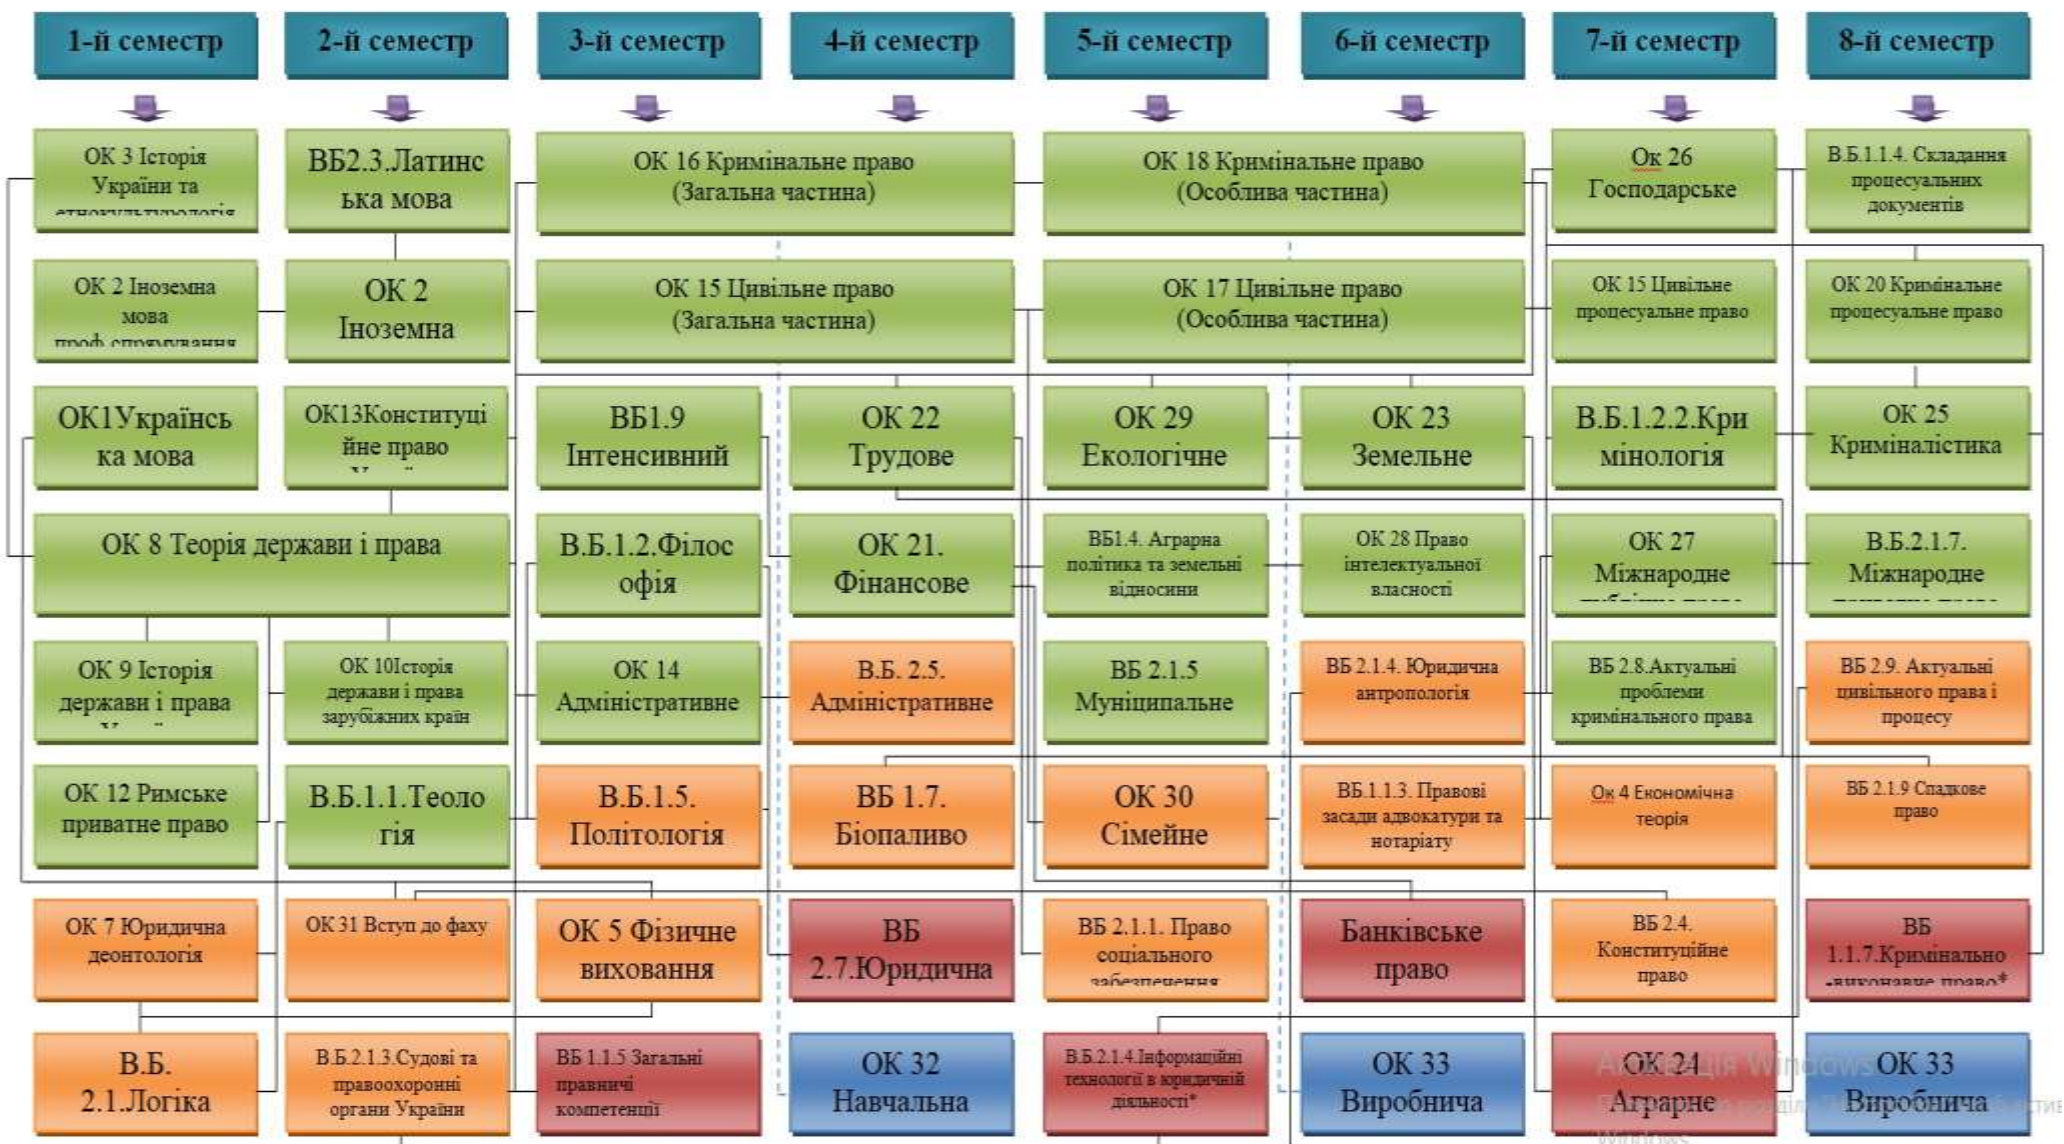 1-й семестр
2-й семестр
3-й семестр
4-й семестр
5-й семестр
6-й семестр
7-й семестр
8-й семестр
ОК 3 Історія
України та
етнокультурологія
ВБ2.3.Латинс
ька мова
ОК 16 Кримінальне право
(Загальна частина)
ОК 18 Кримінальне право
(Особлива частина)
Ок 26
Господарське
В.Б.1.1.4. Складання
процесуальних
документів
ОК 2 Іноземна
мова
проф.спрямування
ОК 2
Іноземна
ОК 15 Цивільне право
(Загальна частина)
ОК 17 Цивільне право
(Особлива частина)
ОК 15 Цивільне
процесуальне право
ОК 20 Кримінальне
процесуальне право
ОК1Українсь
ка мова
ОК13Конституці
йне право
ВБ1.9
Інтенсивний
ОК 22
Трудове
ОК 29
Екологічне
ОК 23
Земельне
В.Б.1.2.2.Кри
мінологія
ОК 25
Криміналістика
ОК 8 Теорія держави і права
В.Б.1.2.Філос
офія
ОК 21.
Фінансове
ВБ1.4. Аграрна
політика та земельні
відносини
ОК 28 Право
інтелектуальної
власності
ОК 27
Міжнародне
публічне право
В.Б.2.1.7.
Міжнародне
приватне право
ОК 9 Історія
держави і права
ОК 10Історія
держави і права
зарубіжних країн
ОК 14
Адміністративне
В.Б. 2.5.
Адміністративне
ВБ 2.1.5
Муніципальне
ВБ 2.1.4. Юридична
антропологія
ВБ 2.8.Актуальні
проблеми
кримінального права
ВБ 2.9. Актуальні
цивільного права і
процесу
ОК 12 Римське
приватне право
В.Б.1.1.Теоло
гія
В.Б.1.5.
Політологія
ВБ 1.7.
Біопаливо
ОК 30
Сімейне
ВБ.1.1.3. Правові
засади адвокатури та
нотаріату
Ок 4 Економічна
теорія
ВБ 2.1.9 Спадкове
право
ОК 7 Юридична
деонтологія
ОК 31 Вступ до фаху
ОК 5 Фізичне
виховання
ВБ
2.7.Юридична
ВБ 2.1.1. Право
соціального
забезпечення
Банківське
право
ВБ 2.4.
Конституційне
право
ВБ
1.1.7.Кримінально
-виконавче право*
В.Б.
2.1.Логіка
В.Б.2.1.3.Судові та
правоохоронні
органи України
ВБ 1.1.5 Загальні
правничі
компетенції
ОК 32
Навчальна
В.Б.2.1.4.Інформаційні
технології в юридичній
діяльності*
ОК 33
Виробнича
ОК 24
Аграрне
ОК 33
Виробнича
Активація Windows